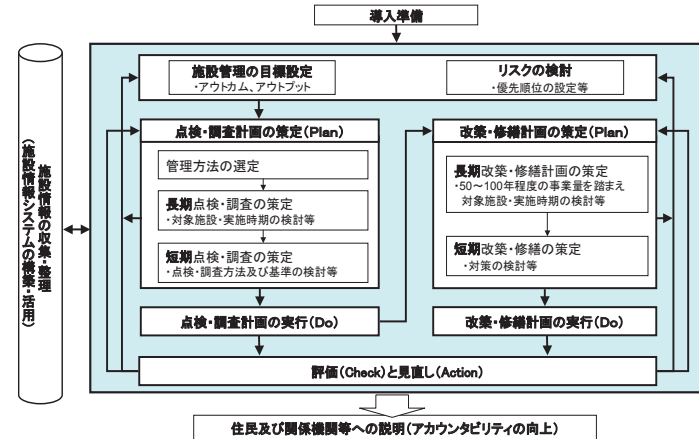 導入準備
施設管理の目標設定
・アウトカム、アウトプット
リスクの検討
・優先順位の設定等
点検・調査計画の策定(Plan)
管理方法の選定
長期点検・調査の策定
・対象施設・実施時期の検討等
短期点検・調査の策定
・点検・調査方法及び基準の検討等
点検・調査計画の実行(Do)
改築・修繕計画の策定(Plan)
長期改築・修繕計画の策定
・50～100年程度の事業量を踏まえ
対象施設・実施時期の検討等
短期改築・修繕の策定
・対策の検討等
改築・修繕計画の実行(Do)
評価(Check)と見直し(Action)
施設情報の収集・整理
(施設情報システムの構築・活用)
住民及び関係機関等への説明(アカウンタビリティの向上)